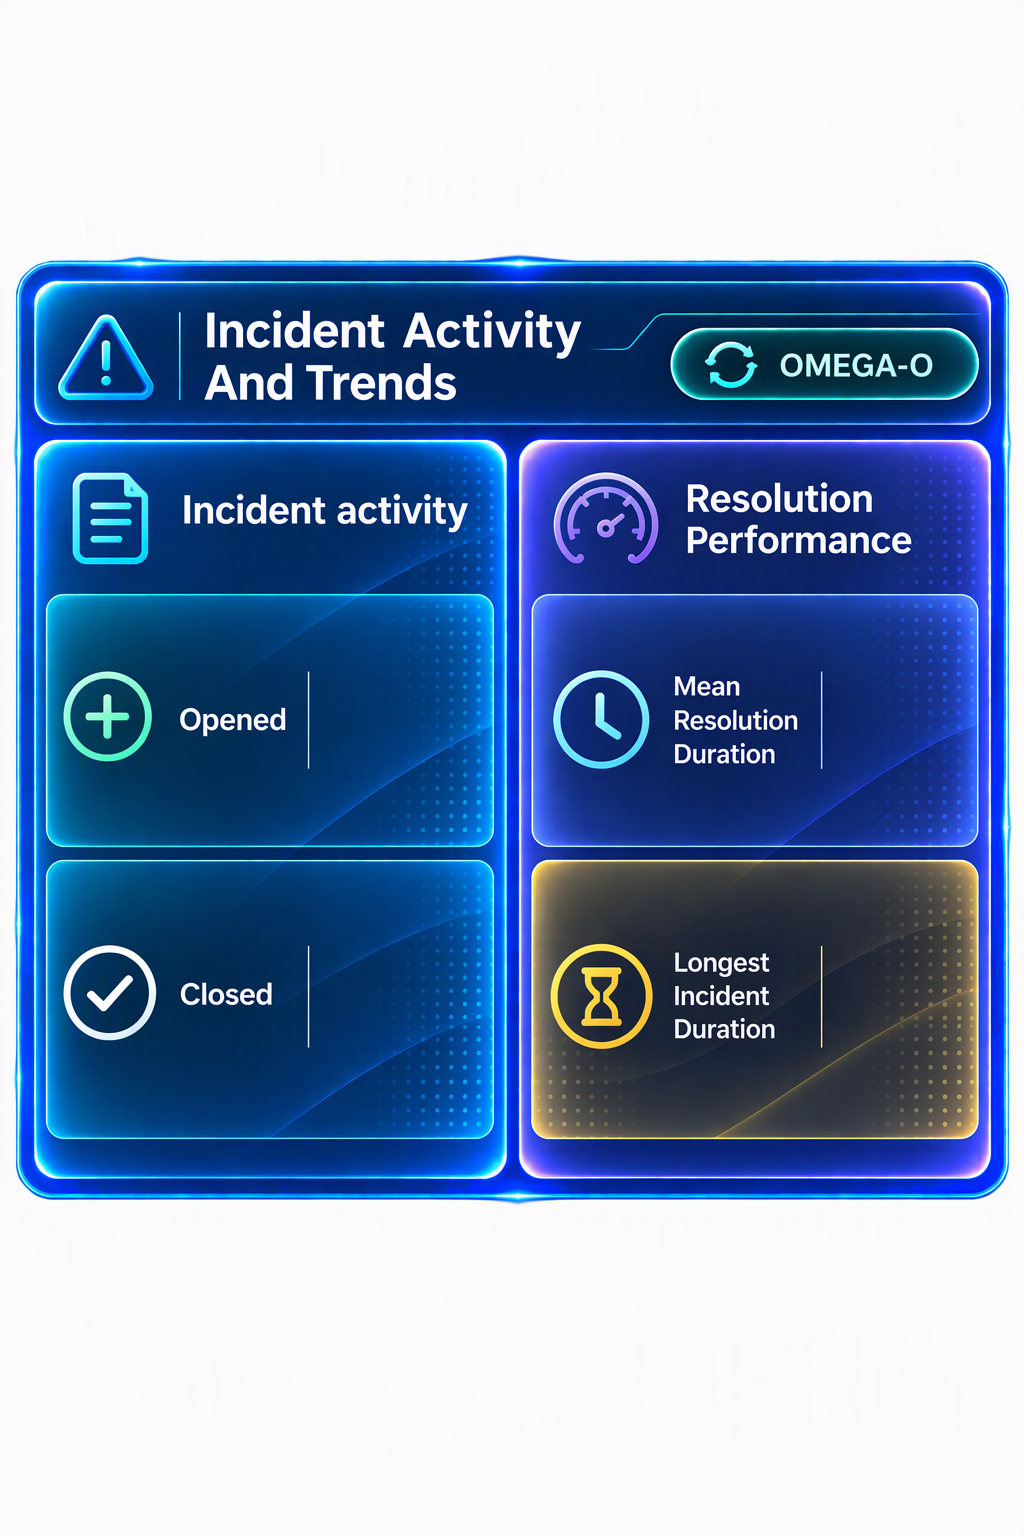 Incident Activity
And Trends
OMEGA-O
Incident activity
Opened
Closed
Resolution
Performance
Mean
Resolution
Duration
Longest
Incident
Duration